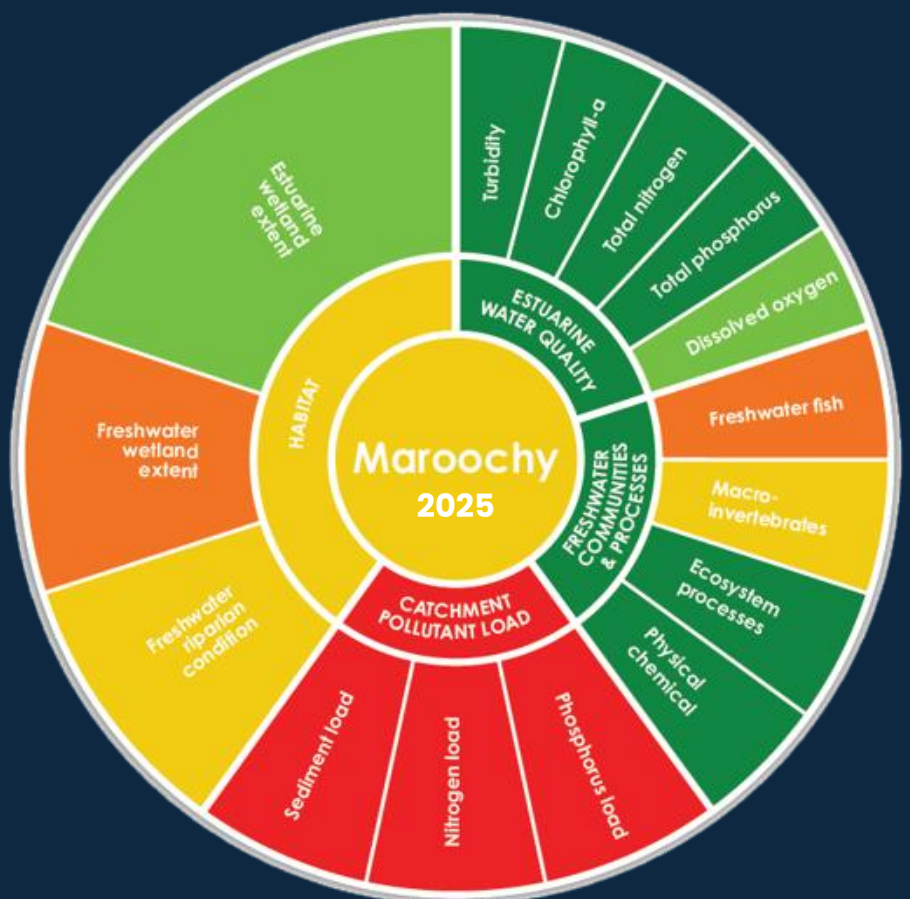 Maroochy
2025
ESTUARINE
WATER QUALITY
Turbidity
Chlorophyll-a
Total nitrogen
Total phosphorus
Dissolved oxygen
FRESHWATER
COMMUNITIES
& PROCESSES
Freshwater fish
Macro-
invertebrates
Ecosystem
processes
Physical
chemical
CATCHMENT
POLLUTANT LOAD
Phosphorus load
Nitrogen load
Sediment load
HABITAT
Freshwater
riparian
condition
Freshwater
wetland
extent
Estuarine
wetland
extent